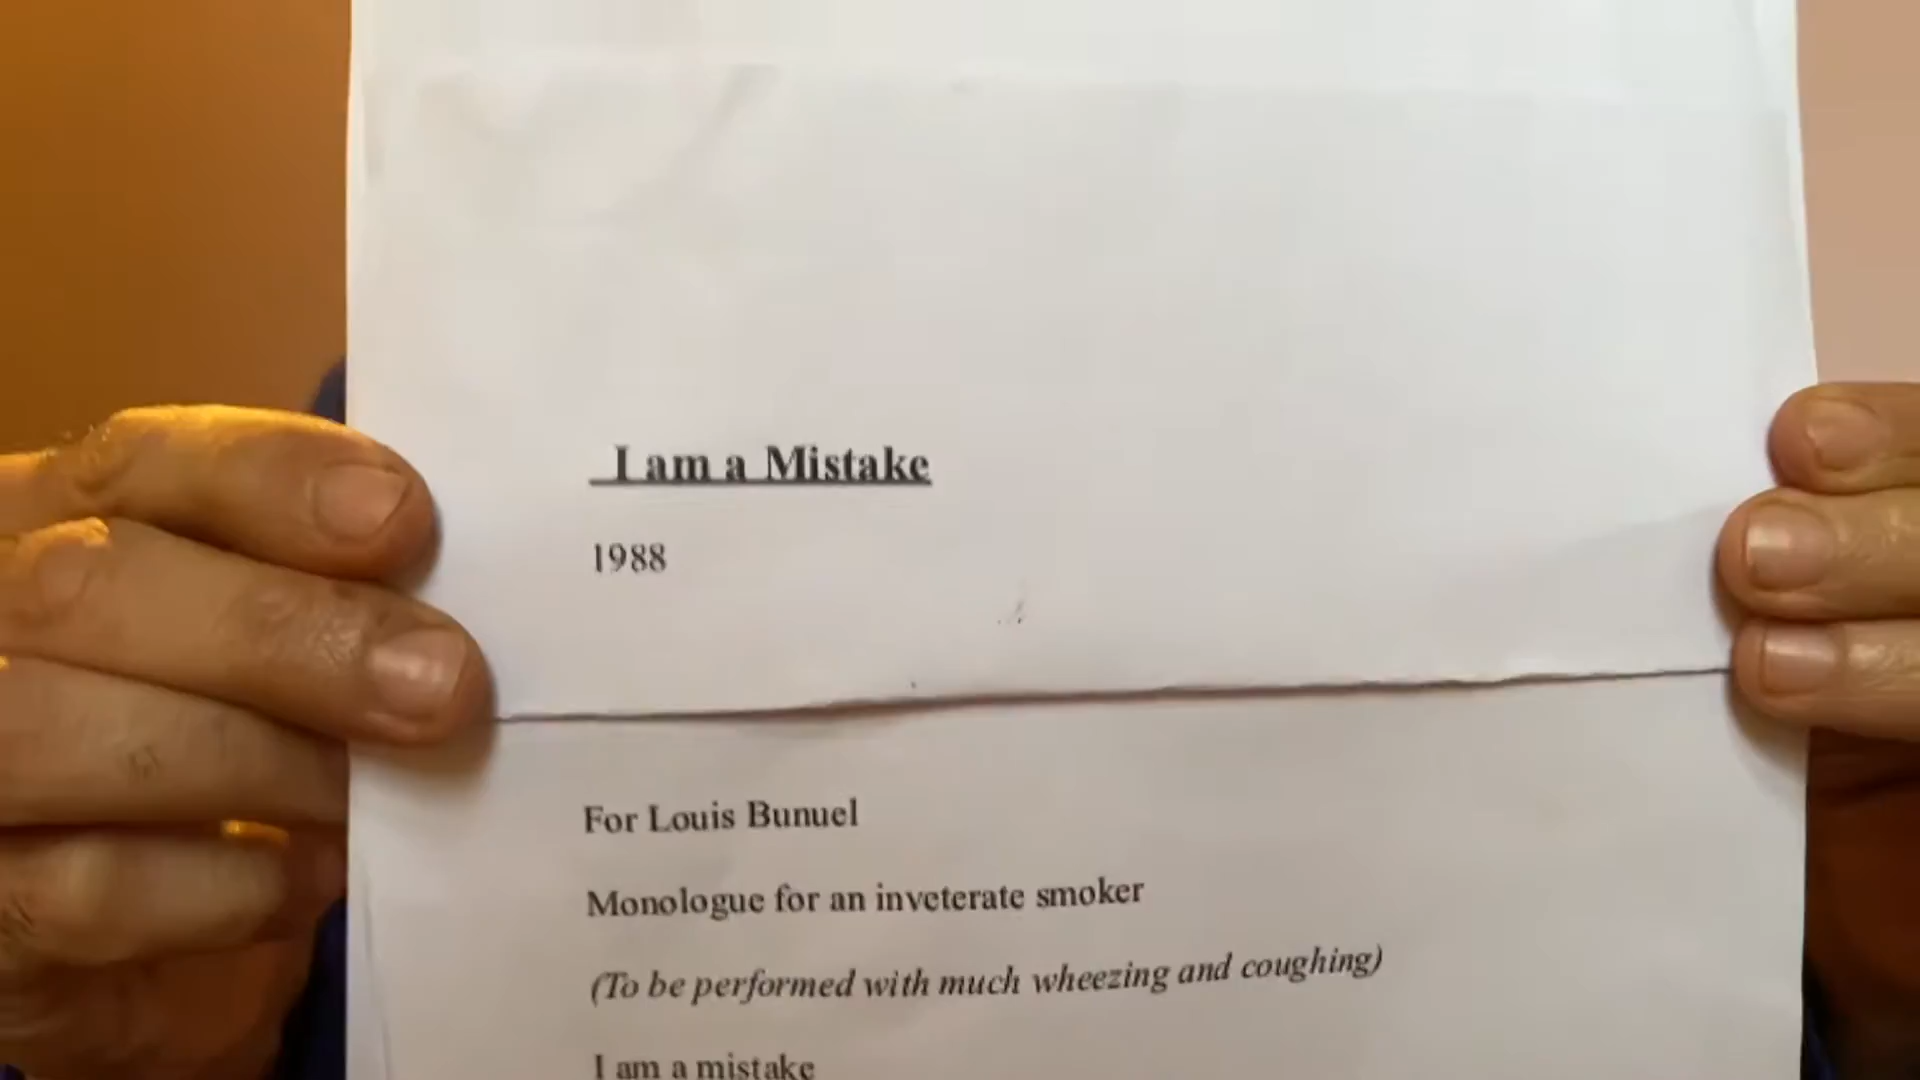 I am a Mistake
1988
For Louis Bunuel
Monologue for an inveterate smoker
(To be performed with much wheezing and coughing)
I am a mistake